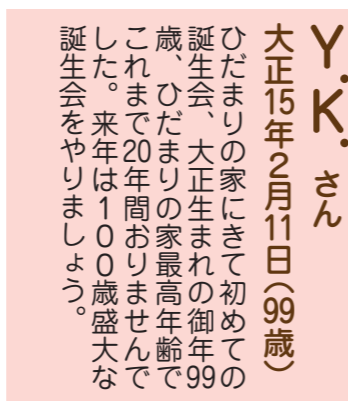 Y.K.さん
大正15年2月11日（99歳）
ひだまりの家にきて初めての
誕生会、大正生まれの御年99
歳、ひだまりの家最高年齢で
これまで20年間おりませんで
した。来年は１００歳盛大な
誕生会をやりましょう。